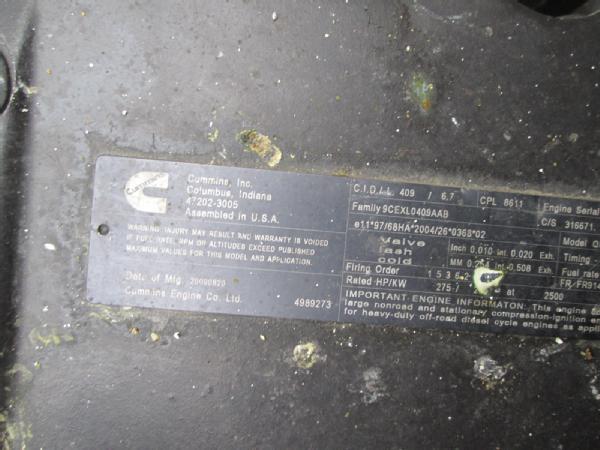 Cummins
Cummins, Inc.
Columbus, Indiana
47202-3005
Assembled in U.S.A.
WARNING: INJURY MAY RESULT AND WARRANTY IS VOIDED
IF FUEL RATE, RPM OR ALTITUDES EXCEED PUBLISHED
MAXIMUM VALUES FOR THIS MODEL AND APPLICATION.
Date of Mfg. 20090820
Cummins Engine Co. Ltd. 4989273
C.I.D./L. 409 / 6,7 CPL 8611 Engine Serial
Family 9CEXL0409AAB C/S 316671.
e11*97/68HA*2004/26*0368*02 Model
Valve lash cold Inch 0.010 Int. 0.020 Exh. Timing
MM Int. 0.508 Exh. Fuel rate
Firing Order 1 5 3 6
Rated HP/KW 275 / at 2500 FR/FR914
IMPORTANT ENGINE INFORMATON. This engine
large nonroad and stationary compression-ignition
for heavy-duty off-road diesel cycle engines as